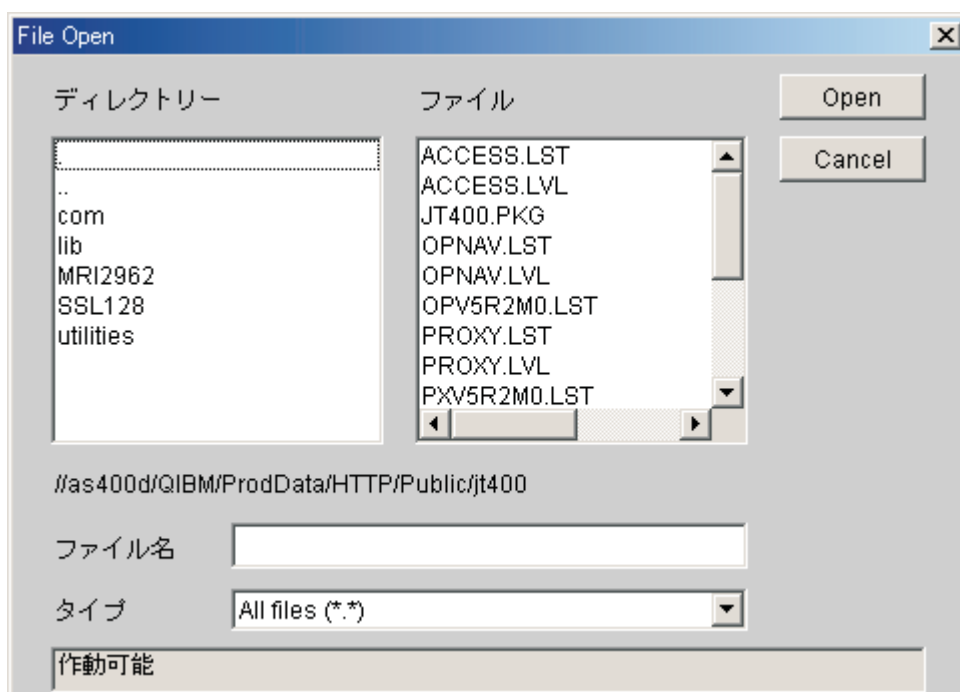 File Open
ディレクトリー
ファイル
Open
Cancel
.
..
com
lib
MRI2962
SSL128
utilities
ACCESS.LST
ACCESS.LVL
JT400.PKG
OPNAV.LST
OPNAV.LVL
OPV5R2M0.LST
PROXY.LST
PROXY.LVL
PXV5R2M0.LST
//as400d/QIBM/ProdData/HTTP/Public/jt400
ファイル名
タイプ
All files (*.*)
作動可能